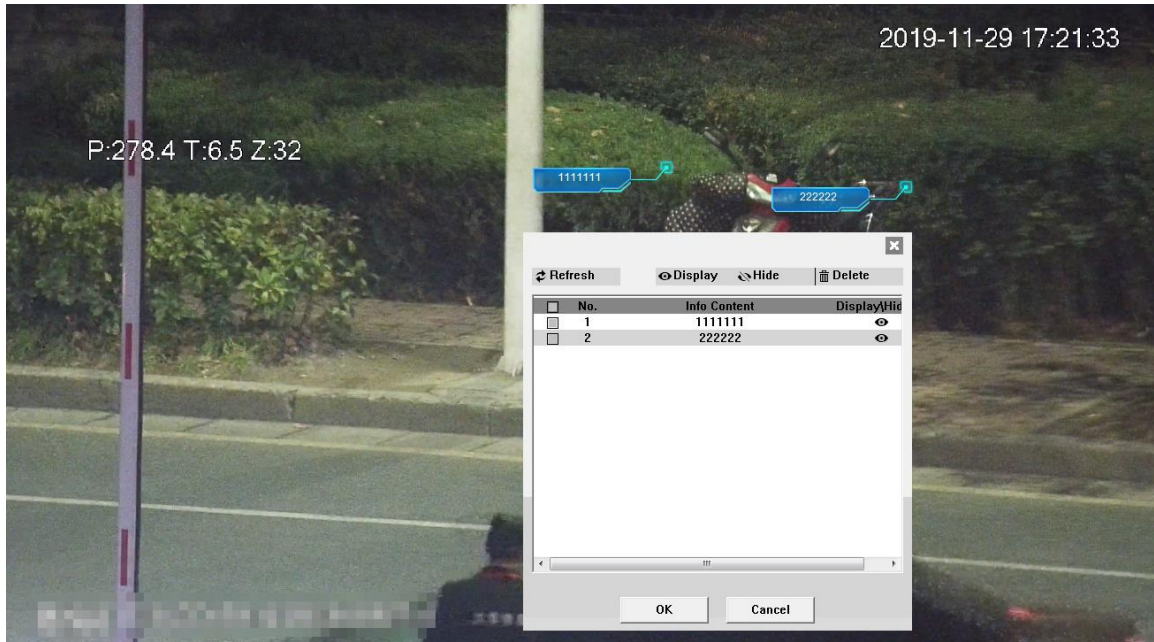 2019-11-29 17:21:33
P:278.4 T:6.5 Z:32
1111111
222222
Refresh Display Hide Delete
No. Info Content Display\Hid
1 1111111
2 222222
OK Cancel